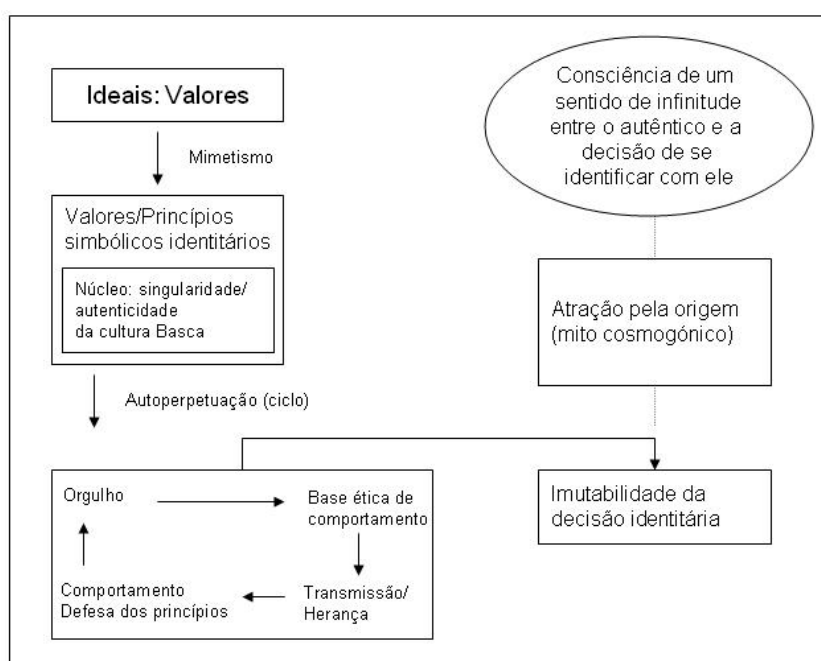 Ideais: Valores
Mimetismo
Valores/Princípios
simbólicos identitários
Núcleo: singularidade/
autenticidade
da cultura Basca
Autoperpetuação (ciclo)
Orgulho
Base ética de
comportamento
Transmissão/
Herança
Comportamento
Defesa dos princípios
Consciência de um
sentido de infinitude
entre o autêntico e a
decisão de se
identificar com ele
Atração pela origem
(mito cosmogónico)
Imutabilidade da
decisão identitária